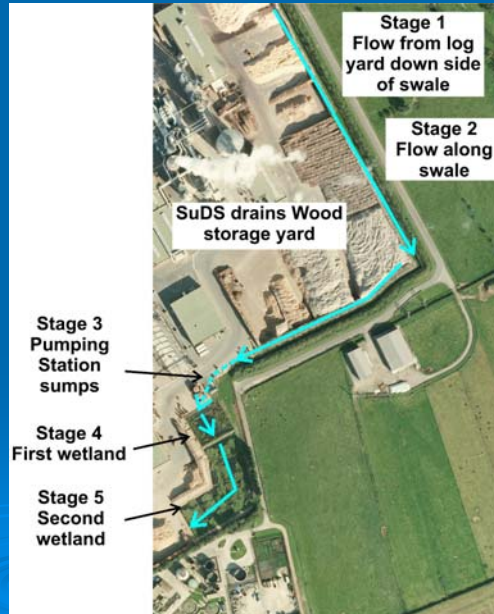 Stage 1
Flow from log
yard down side
of swale
Stage 2
Flow along
swale
SuDS drains Wood
storage yard
Stage 3
Pumping
Station
sumps
Stage 4
First wetland
Stage 5
Second
wetland